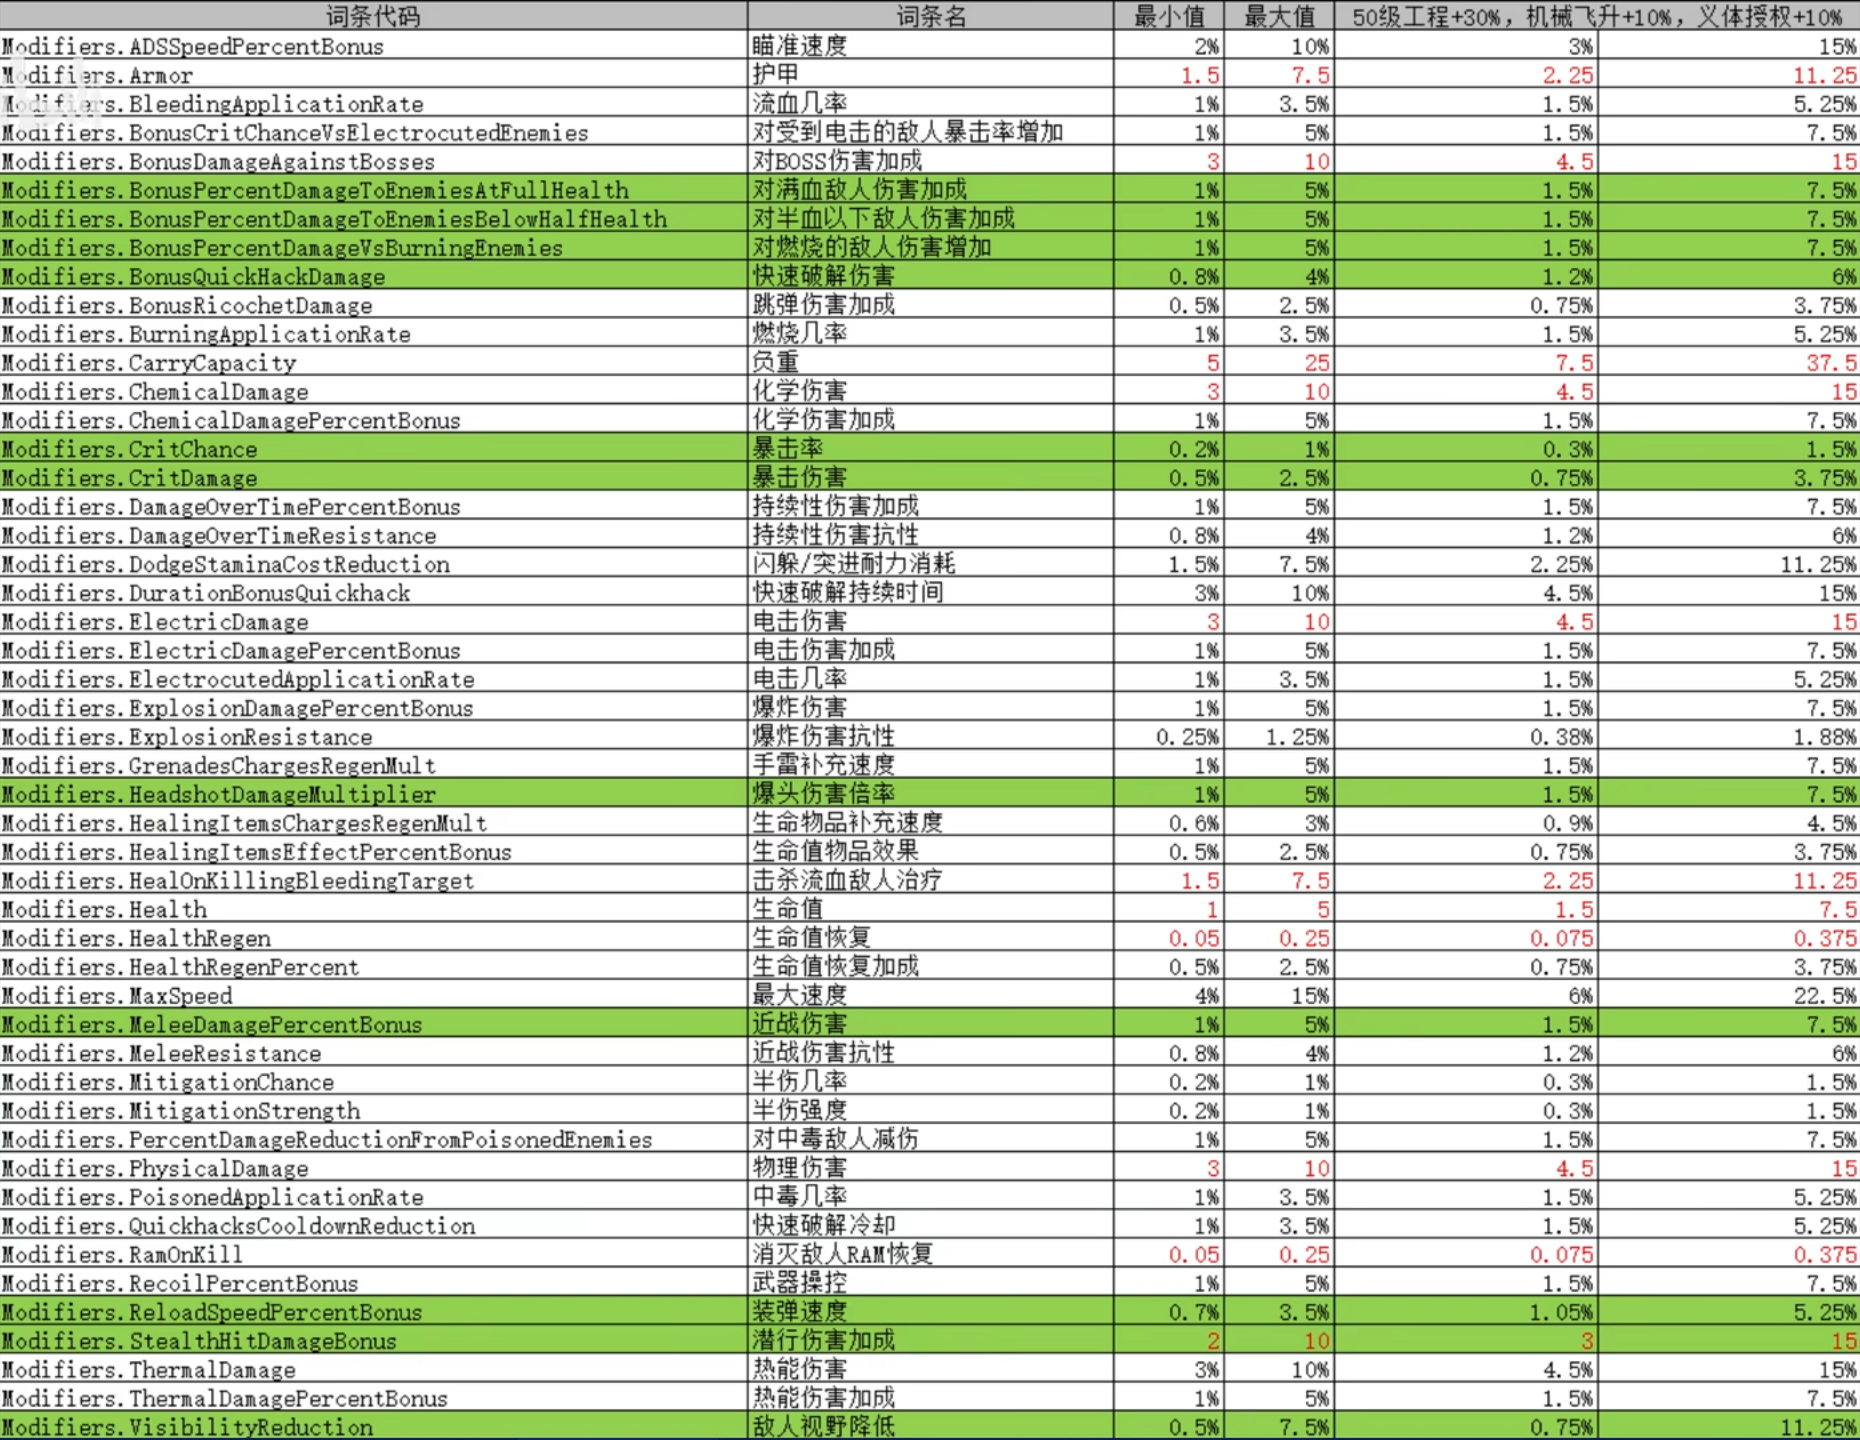 词条代码 词条名 最小值 最大值 50级工程+30%，机械飞升+10%，义体授权+10%
Modifiers.ADSSpeedPercentBonus 瞄准速度 2% 10% 3% 15%
Modifiers.Armor 护甲 1.5 7.5 2.25 11.25
Modifiers.BleedingApplicationRate 流血几率 1% 3.5% 1.5% 5.25%
Modifiers.BonusCritChanceVsElectrocutedEnemies 对受到电击的敌人暴击率增加 1% 5% 1.5% 7.5%
Modifiers.BonusDamageAgainstBosses 对BOSS伤害加成 3 10 4.5 15
Modifiers.BonusPercentDamageToEnemiesAtFullHealth 对满血敌人伤害加成 1% 5% 1.5% 7.5%
Modifiers.BonusPercentDamageToEnemiesBelowHalfHealth 对半血以下敌人伤害加成 1% 5% 1.5% 7.5%
Modifiers.BonusPercentDamageVsBurningEnemies 对燃烧的敌人伤害增加 1% 5% 1.5% 7.5%
Modifiers.BonusQuickHackDamage 快速破解伤害 0.8% 4% 1.2% 6%
Modifiers.BonusRicochetDamage 跳弹伤害加成 0.5% 2.5% 0.75% 3.75%
Modifiers.BurningApplicationRate 燃烧几率 1% 3.5% 1.5% 5.25%
Modifiers.CarryCapacity 负重 5 25 7.5 37.5
Modifiers.ChemicalDamage 化学伤害 3 10 4.5 15
Modifiers.ChemicalDamagePercentBonus 化学伤害加成 1% 5% 1.5% 7.5%
Modifiers.CritChance 暴击率 0.2% 1% 0.3% 1.5%
Modifiers.CritDamage 暴击伤害 0.5% 2.5% 0.75% 3.75%
Modifiers.DamageOverTimePercentBonus 持续性伤害加成 1% 5% 1.5% 7.5%
Modifiers.DamageOverTimeResistance 持续性伤害抗性 0.8% 4% 1.2% 6%
Modifiers.DodgeStaminaCostReduction 闪躲/突进耐力消耗 1.5% 7.5% 2.25% 11.25%
Modifiers.DurationBonusQuickhack 快速破解持续时间 3% 10% 4.5% 15%
Modifiers.ElectricDamage 电击伤害 3 10 4.5 15
Modifiers.ElectricDamagePercentBonus 电击伤害加成 1% 5% 1.5% 7.5%
Modifiers.ElectrocutedApplicationRate 电击几率 1% 3.5% 1.5% 5.25%
Modifiers.ExplosionDamagePercentBonus 爆炸伤害 1% 5% 1.5% 7.5%
Modifiers.ExplosionResistance 爆炸伤害抗性 0.25% 1.25% 0.38% 1.88%
Modifiers.GrenadesChargesRegenMult 手雷补充速度 1% 5% 1.5% 7.5%
Modifiers.HeadshotDamageMultiplier 爆头伤害倍率 1% 5% 1.5% 7.5%
Modifiers.HealingItemsChargesRegenMult 生命物品补充速度 0.6% 3% 0.9% 4.5%
Modifiers.HealingItemsEffectPercentBonus 生命值物品效果 0.5% 2.5% 0.75% 3.75%
Modifiers.HealOnKillingBleedingTarget 击杀流血敌人治疗 1.5 7.5 2.25 11.25
Modifiers.Health 生命值 1 5 1.5 7.5
Modifiers.HealthRegen 生命值恢复 0.05 0.25 0.075 0.375
Modifiers.HealthRegenPercent 生命值恢复加成 0.5% 2.5% 0.75% 3.75%
Modifiers.MaxSpeed 最大速度 4% 15% 6% 22.5%
Modifiers.MeleeDamagePercentBonus 近战伤害 1% 5% 1.5% 7.5%
Modifiers.MeleeResistance 近战伤害抗性 0.8% 4% 1.2% 6%
Modifiers.MitigationChance 半伤几率 0.2% 1% 0.3% 1.5%
Modifiers.MitigationStrength 半伤强度 0.2% 1% 0.3% 1.5%
Modifiers.PercentDamageReductionFromPoisonedEnemies 对中毒敌人减伤 1% 5% 1.5% 7.5%
Modifiers.PhysicalDamage 物理伤害 3 10 4.5 15
Modifiers.PoisonedApplicationRate 中毒几率 1% 3.5% 1.5% 5.25%
Modifiers.QuickhacksCooldownReduction 快速破解冷却 1% 3.5% 1.5% 5.25%
Modifiers.RamOnKill 消灭敌人RAM恢复 0.05 0.25 0.075 0.375
Modifiers.RecoilPercentBonus 武器操控 1% 5% 1.5% 7.5%
Modifiers.ReloadSpeedPercentBonus 装弹速度 0.7% 3.5% 1.05% 5.25%
Modifiers.StealthHitDamageBonus 潜行伤害加成 2 10 3 15
Modifiers.ThermalDamage 热能伤害 3% 10% 4.5% 15%
Modifiers.ThermalDamagePercentBonus 热能伤害加成 1% 5% 1.5% 7.5%
Modifiers.VisibilityReduction 敌人视野降低 0.5% 7.5% 0.75% 11.25%